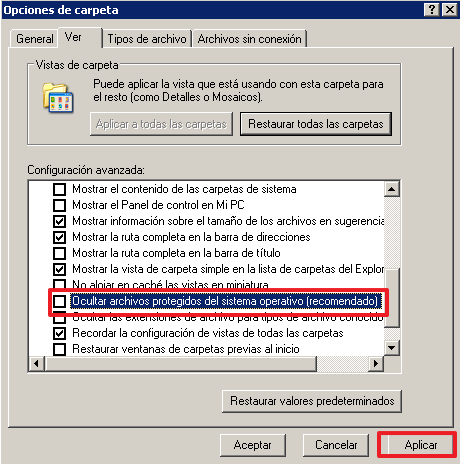 Opciones de carpeta
General
Ver
Tipos de archivo
Archivos sin conexión
Vistas de carpeta
Puede aplicar la vista que está usando con esta carpeta para
el resto (como Detalles o Mosaicos).
Aplicar a todas las carpetas
Restaurar todas las carpetas
Configuración avanzada:
Mostrar el contenido de las carpetas de sistema
Mostrar el Panel de control en Mi PC
Mostrar información sobre el tamaño de los archivos en sugerencia
Mostrar la ruta completa en la barra de direcciones
Mostrar la ruta completa en la barra de título
Mostrar la vista de carpeta simple en la lista de carpetas del Explor
No alojar en caché las vistas en miniatura
Ocultar archivos protegidos del sistema operativo (recomendado)
Ocultar las extensiones de archivo para tipos de archivo conocido
Recordar la configuración de vistas de todas las carpetas
Restaurar ventanas de carpetas previas al inicio
Restaurar valores predeterminados
Aceptar
Cancelar
Aplicar